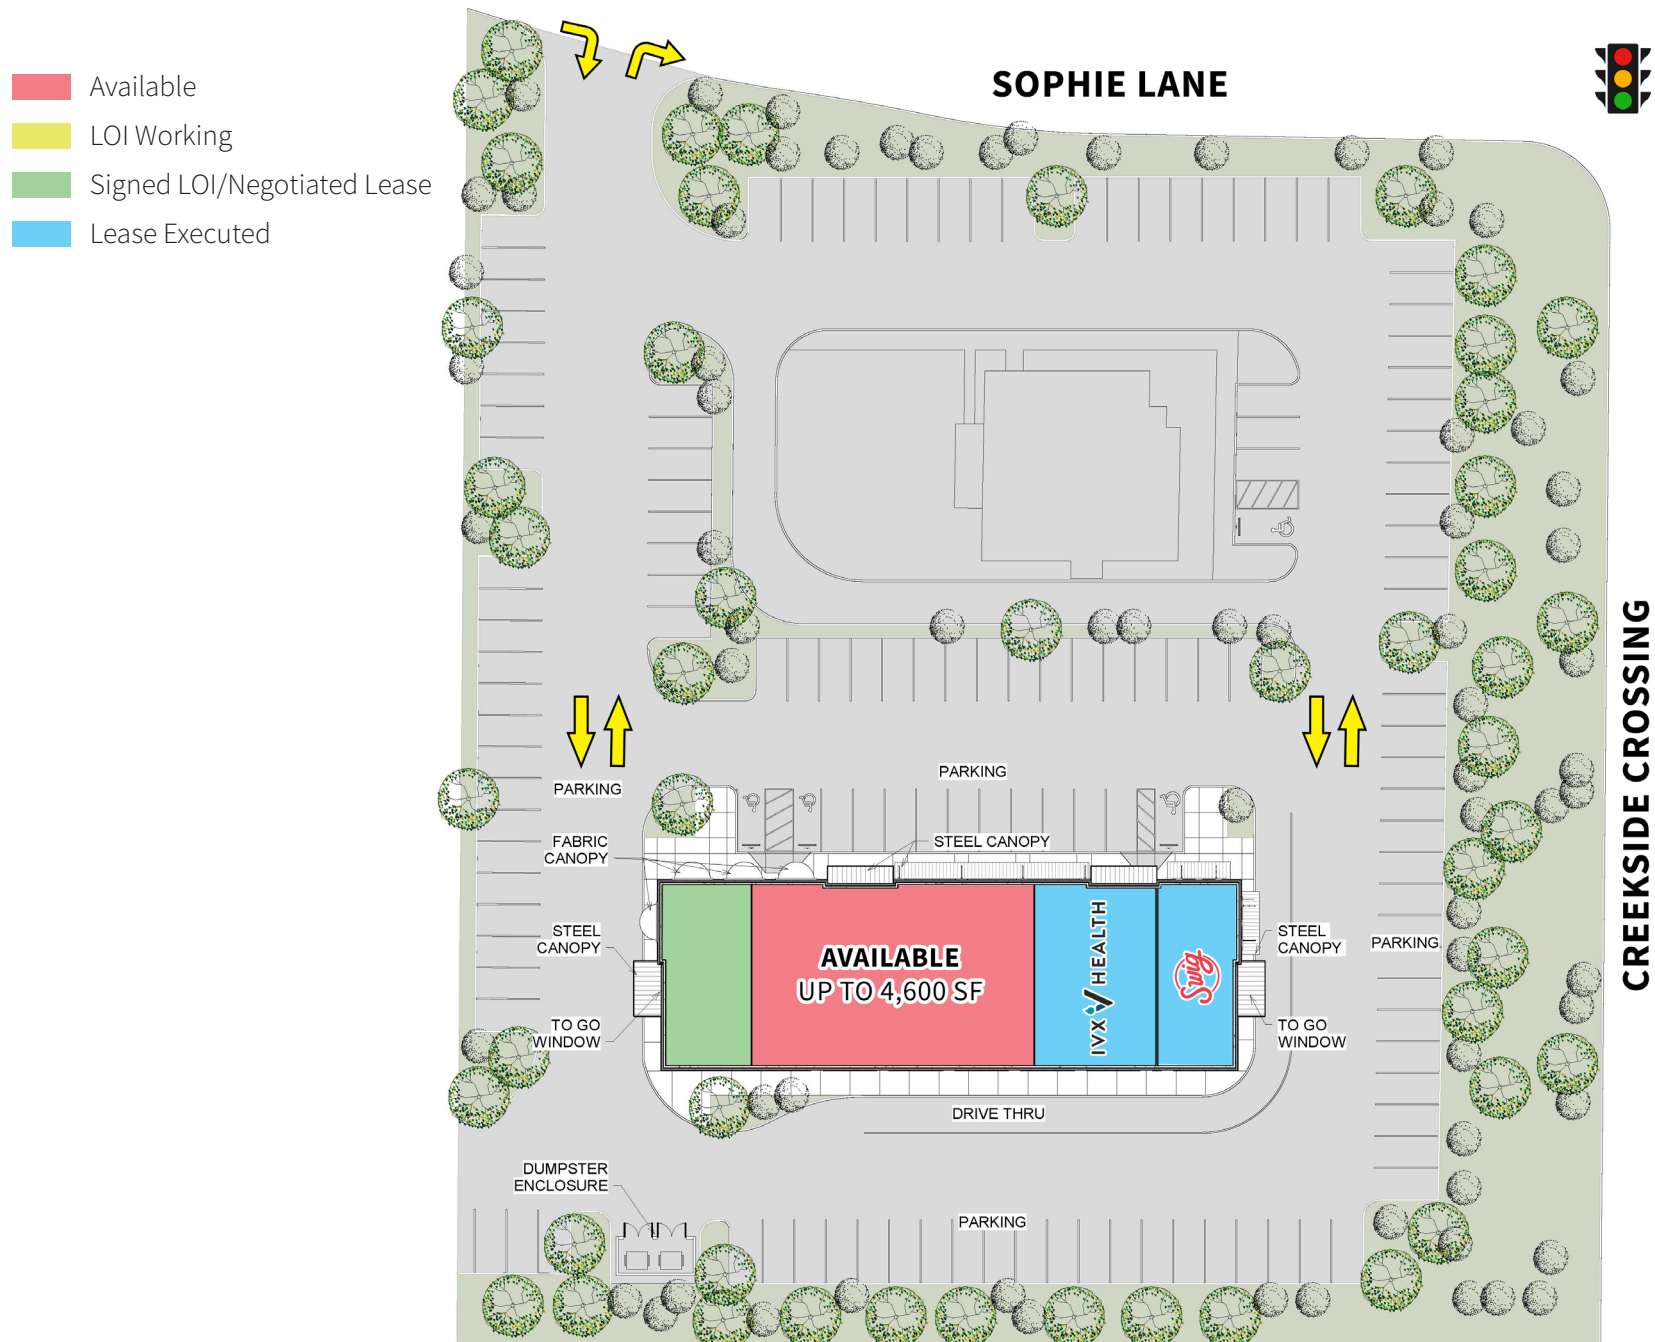 Available
LOI Working
Signed LOI/Negotiated Lease
Lease Executed
SOPHIE LANE
CREEKSIDE CROSSING
PARKING
PARKING
FABRIC
CANOPY
STEEL CANOPY
STEEL
CANOPY
TO GO
WINDOW
AVAILABLE
UP TO 4,600 SF
IVX HEALTH
Swig
STEEL
CANOPY
PARKING
TO GO
WINDOW
DRIVE THRU
DUMPSTER
ENCLOSURE
PARKING